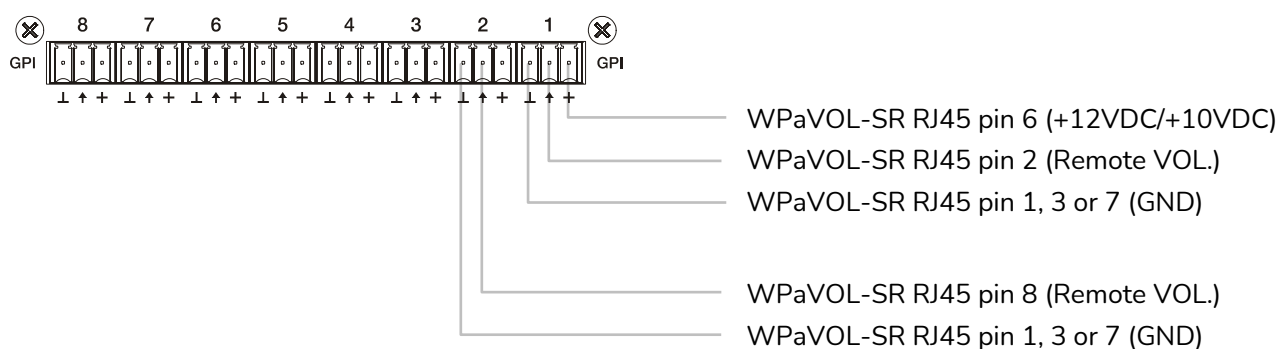 8 7 6 5 4 3 2 1
GPI GPI
⊥ ↑ + ⊥ ↑ + ⊥ ↑ + ⊥ ↑ + ⊥ ↑ + ⊥ ↑ + ⊥ ↑ + ⊥ ↑ +
WPaVOL-SR RJ45 pin 6 (+12VDC/+10VDC)
WPaVOL-SR RJ45 pin 2 (Remote VOL.)
WPaVOL-SR RJ45 pin 1, 3 or 7 (GND)
WPaVOL-SR RJ45 pin 8 (Remote VOL.)
WPaVOL-SR RJ45 pin 1, 3 or 7 (GND)